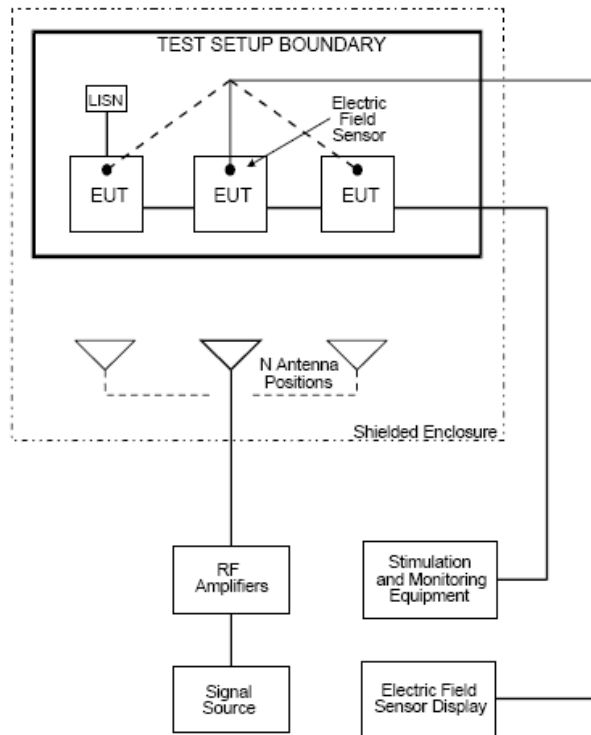 TEST SETUP BOUNDARY
LISN
Electric
Field
Sensor
EUT
EUT
EUT
N Antenna
Positions
Shielded Enclosure
RF
Amplifiers
Stimulation
and Monitoring
Equipment
Signal
Source
Electric Field
Sensor Display